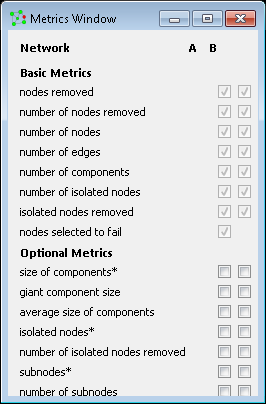 Metrics Window
Network A B
Basic Metrics
nodes removed
number of nodes removed
number of nodes
number of edges
number of components
number of isolated nodes
isolated nodes removed
nodes selected to fail
Optional Metrics
size of components*
giant component size
average size of components
isolated nodes*
number of isolated nodes removed
subnodes*
number of subnodes